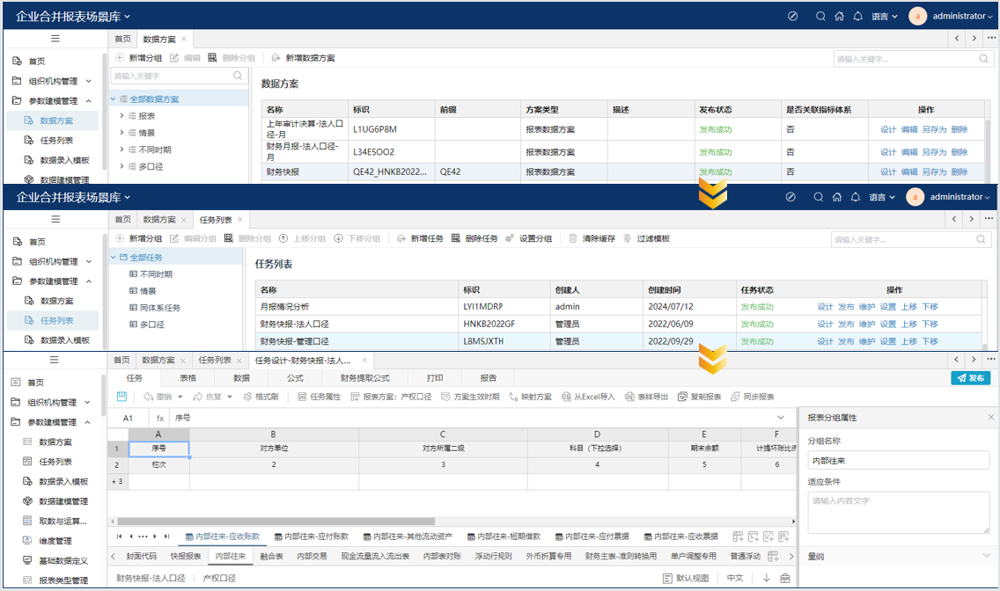 企业合并报表场景库
语言 a administrator
首页 数据方案
新增分组 编辑 删除分组 新增数据方案 请输入关键字...
首页
组织机构管理
参数建模管理
数据方案
任务列表
数据录入模板
数据建模管理
请输入关键字
全部数据方案
报表
情景
不同时期
多口径
数据方案
名称 标识 前缀 方案类型 描述 发布状态 是否关联指标体系 操作
上年审计决算-法人口径-月 L1UG6P8M 报表数据方案 发布成功 否 设计 编辑 另存为 删除
财务月报-法人口径-月 L34E5OO2 报表数据方案 发布成功 否 设计 编辑 另存为 删除
财务快报 QE42_HNKB2022... QE42 报表数据方案 发布成功 否 设计 编辑 另存为 删除
企业合并报表场景库
语言 a administrator
首页 数据方案 任务列表
新增分组 编辑分组 删除分组 上移分组 下移分组 新增任务 删除任务 设置分组 清除缓存 过滤模板 请输入关键字...
首页
组织机构管理
参数建模管理
数据方案
任务列表
数据录入模板
全部任务
不同时期
情景
同体系任务
多口径
任务列表
名称 标识 创建人 创建时间 任务状态 操作
月报情况分析 LYI1MDRP admin 2024/07/12 发布成功 设计 发布 维护 设置 上移 下移
财务快报-法人口径 HNKB2022GF 管理员 2022/06/09 发布成功 设计 发布 维护 设置 上移 下移
财务快报-管理口径 L8MSJXTH 管理员 2022/09/29 发布成功 设计 发布 维护 设置 上移 下移
首页 数据方案 任务列表 任务设计-财务快报-法人...
任务 表格 数据 公式 财务提取公式 打印 报告 发布
撤销 恢复 格式刷 任务属性 报表方案：产权口径 方案生效时期 映射方案 从Excel导入 表样导出 复制报表 同步报表
首页
组织机构管理
参数建模管理
数据方案
任务列表
数据录入模板
数据建模管理
取数与运算...
维度管理
基础数据定义
报表类型管理
A1 fx 序号
A B C D E F
1 序号 对方单位 对方所属二级 科目（下拉选择） 期末余额 计提坏账比例
2 栏次 2 3 4 5 6
+ 3
内部往来-应收账款 内部往来-应付账款 内部往来-其他流动资产 内部往来-短期借款 内部往来-应付票据 内部往来-应收票据
封面代码 快报报表 内部往来 融合表 内部交易 现金流量流入流出表 内部表对账 浮动行规则 外币折算专用 财务主表-准则转换用 单户调整专用 普通浮动
财务快报-法人口径 产权口径 默认视图 中文
报表分组属性
分组名称
内部往来
适应条件
请输入内容文字
量纲